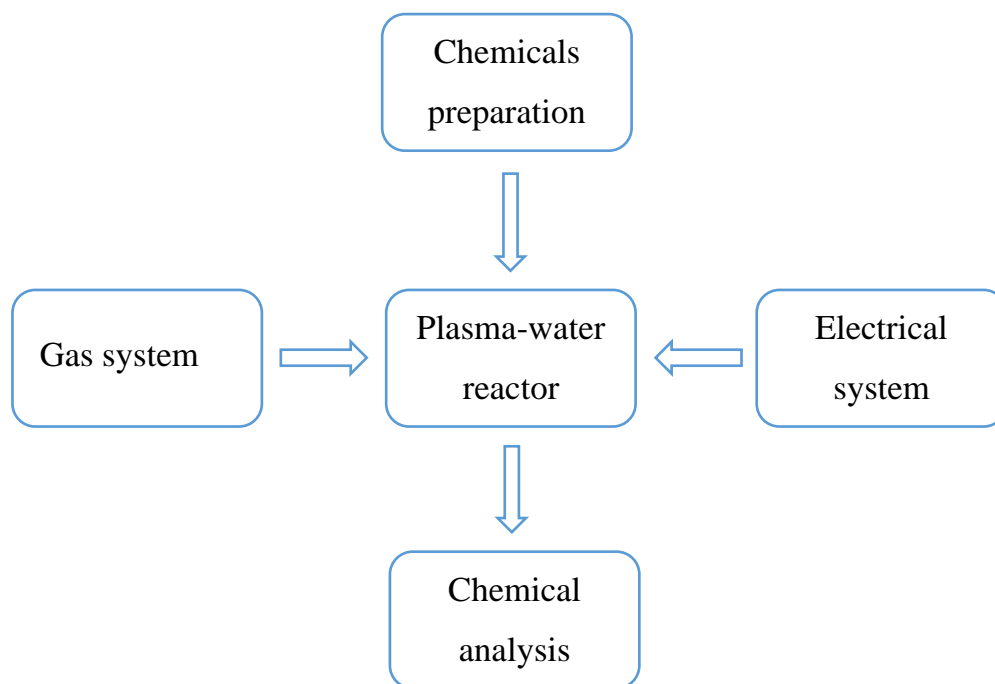 Chemicals
preparation
Gas system
Plasma-water
reactor
Electrical
system
Chemical
analysis